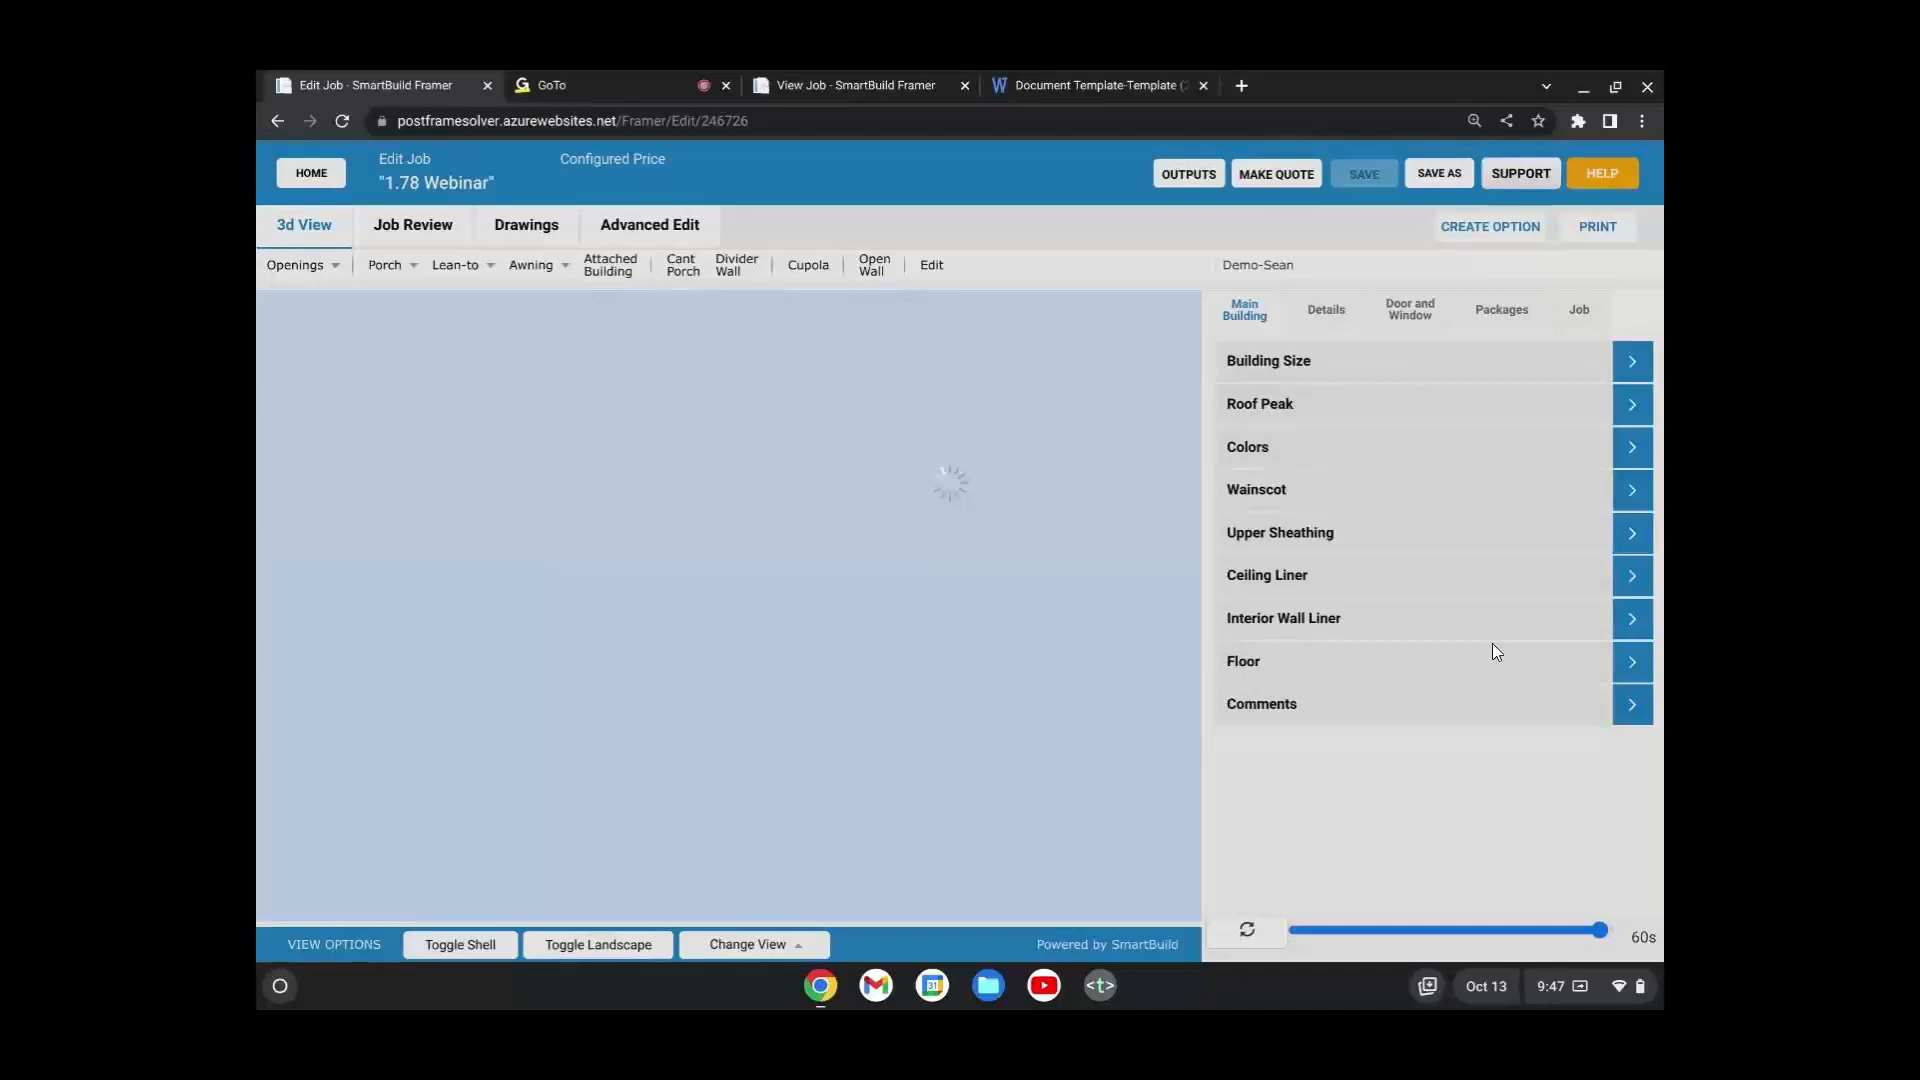 Edit Job - SmartBuild Framer
GoTo
View Job - SmartBuild Framer
Document Template-Template (
postframesolver.azurewebsites.net/Framer/Edit/246726
HOME
Edit Job
"1.78 Webinar"
Configured Price
OUTPUTS
MAKE QUOTE
SAVE
SAVE AS
SUPPORT
HELP
3d View
Job Review
Drawings
Advanced Edit
CREATE OPTION
PRINT
Openings
Porch
Lean-to
Awning
Attached
Building
Cant
Porch
Divider
Wall
Cupola
Open
Wall
Edit
Demo-Sean
Main
Building
Details
Door and
Window
Packages
Job
Building Size
Roof Peak
Colors
Wainscot
Upper Sheathing
Ceiling Liner
Interior Wall Liner
Floor
Comments
60s
VIEW OPTIONS
Toggle Shell
Toggle Landscape
Change View
Powered by SmartBuild
31
<t>
Oct 13
9:47